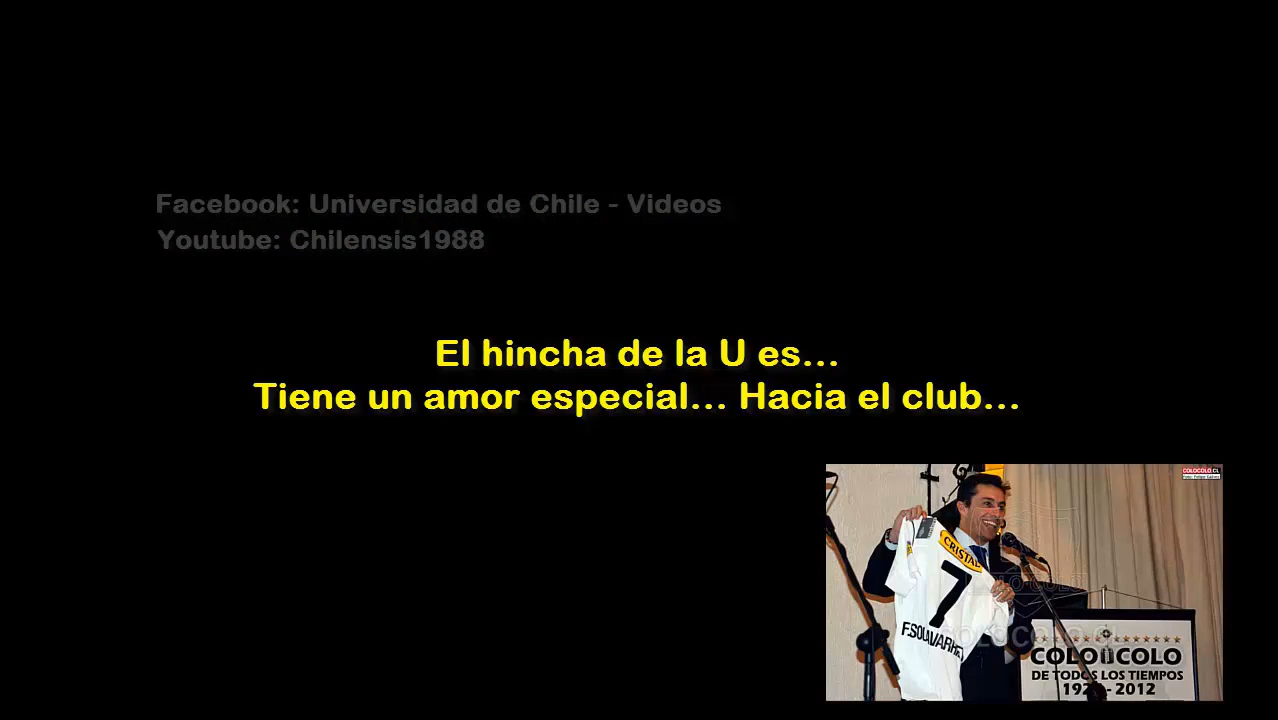 Facebook: Universidad de Chile - Videos
Youtube: Chilensis1988
El hincha de la U es...
Tiene un amor especial... Hacia el club...
COLOCOLO.CL
CRISTAL
7
COLO COLO
DE TODOS LOS TIEMPOS
2012